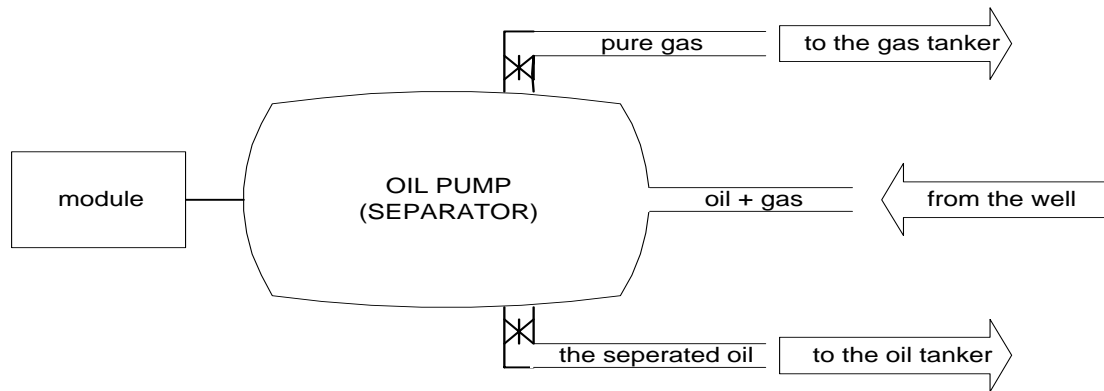 pure gas
to the gas tanker
module
OIL PUMP
(SEPARATOR)
oil + gas
from the well
the seperated oil
to the oil tanker